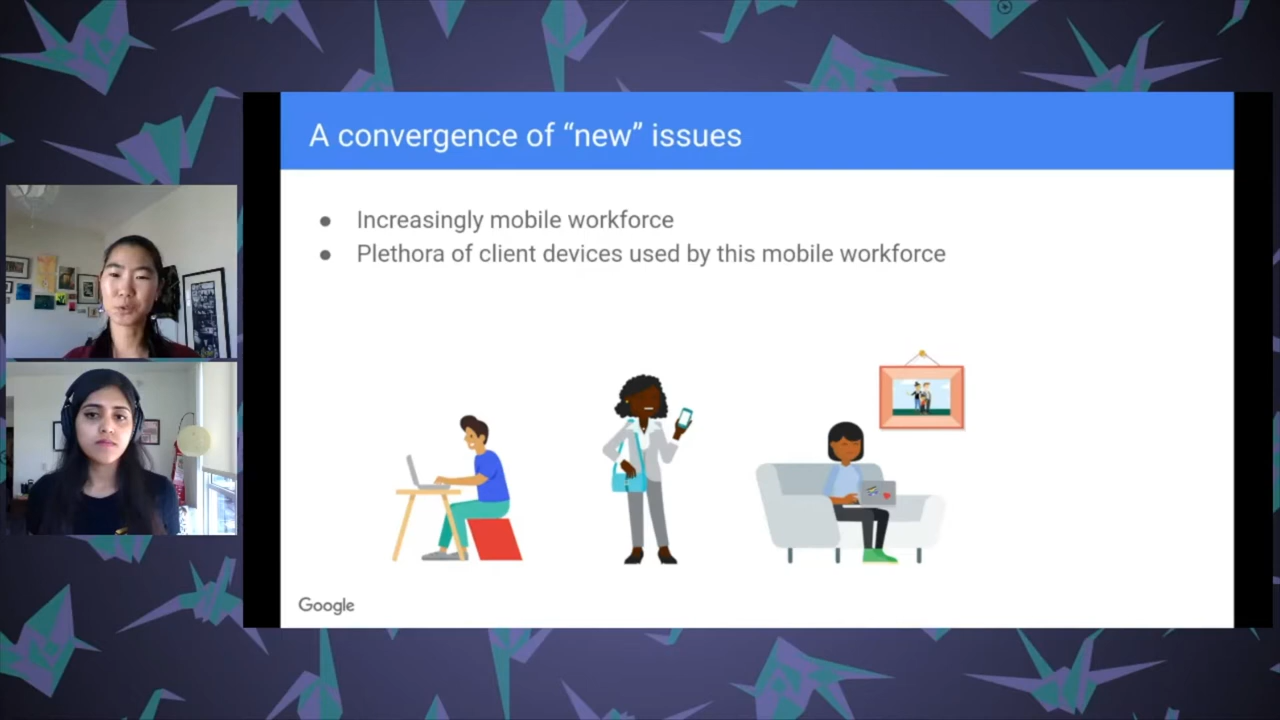 A convergence of “new” issues
● Increasingly mobile workforce
● Plethora of client devices used by this mobile workforce
Google